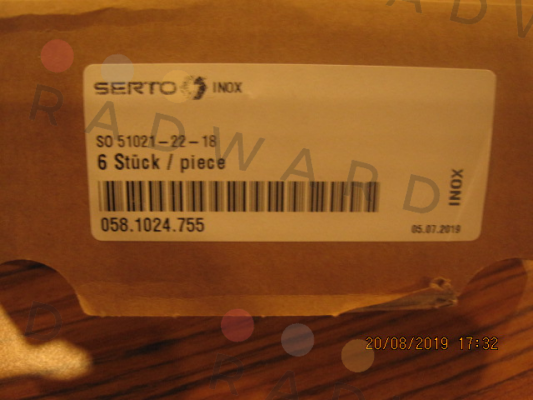 SERTO INOX
SO 51021-22-18
6 Stück / piece
058.1024.755
05.07.2019
INOX
RADWARD
RADWARD
20/08/2019 17:32